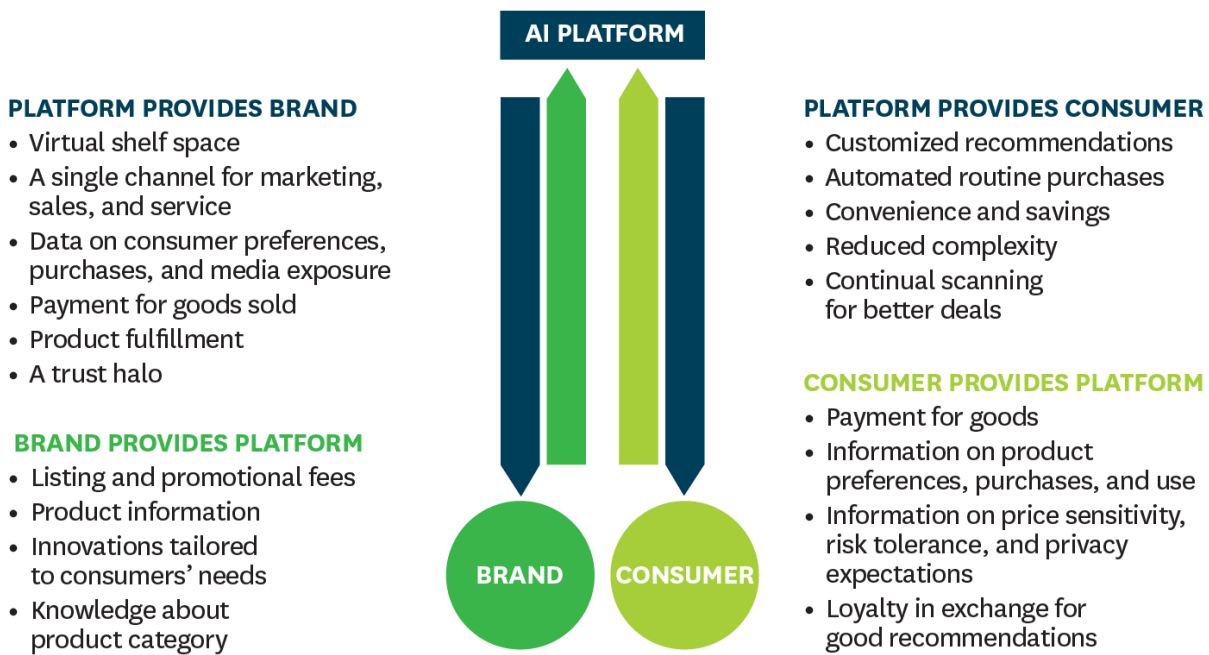 AI PLATFORM
PLATFORM PROVIDES BRAND
• Virtual shelf space
• A single channel for marketing,
sales, and service
• Data on consumer preferences,
purchases, and media exposure
• Payment for goods sold
• Product fulfillment
• A trust halo
BRAND PROVIDES PLATFORM
• Listing and promotional fees
• Product information
• Innovations tailored
to consumers’ needs
• Knowledge about
product category
BRAND
CONSUMER
PLATFORM PROVIDES CONSUMER
• Customized recommendations
• Automated routine purchases
• Convenience and savings
• Reduced complexity
• Continual scanning
for better deals
CONSUMER PROVIDES PLATFORM
• Payment for goods
• Information on product
preferences, purchases, and use
• Information on price sensitivity,
risk tolerance, and privacy
expectations
• Loyalty in exchange for
good recommendations